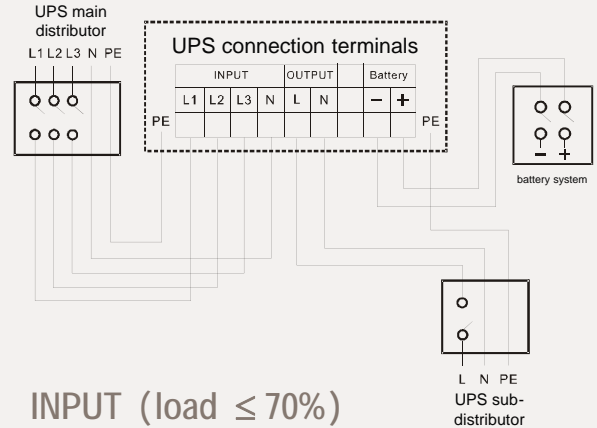 UPS main
distributor
L1 L2 L3 N PE
UPS connection terminals
INPUT OUTPUT Battery
L1 L2 L3 N L N − +
PE
PE
− +
battery system
L N PE
UPS sub-
distributor
INPUT (load ≤ 70%)